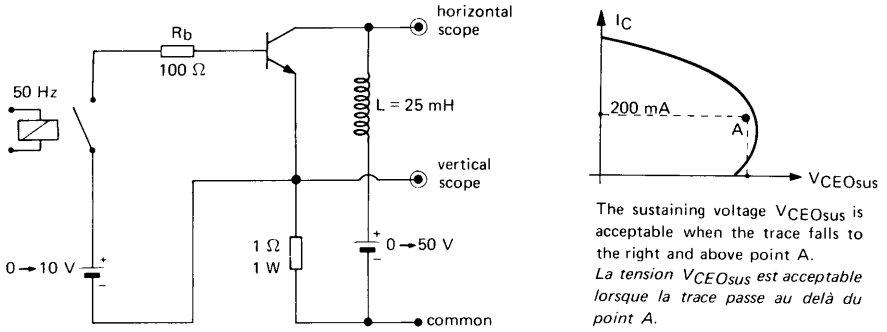 horizontal
scope
Rb
100 Ω
50 Hz
L = 25 mH
vertical
scope
1 Ω
1 W
0 → 50 V
0 → 10 V
+
−
+
−
common
IC
200 mA
A
VCEOsus
The sustaining voltage VCEOsus is
acceptable when the trace falls to
the right and above point A.
La tension VCEOsus est acceptable
lorsque la trace passe au delà du
point A.